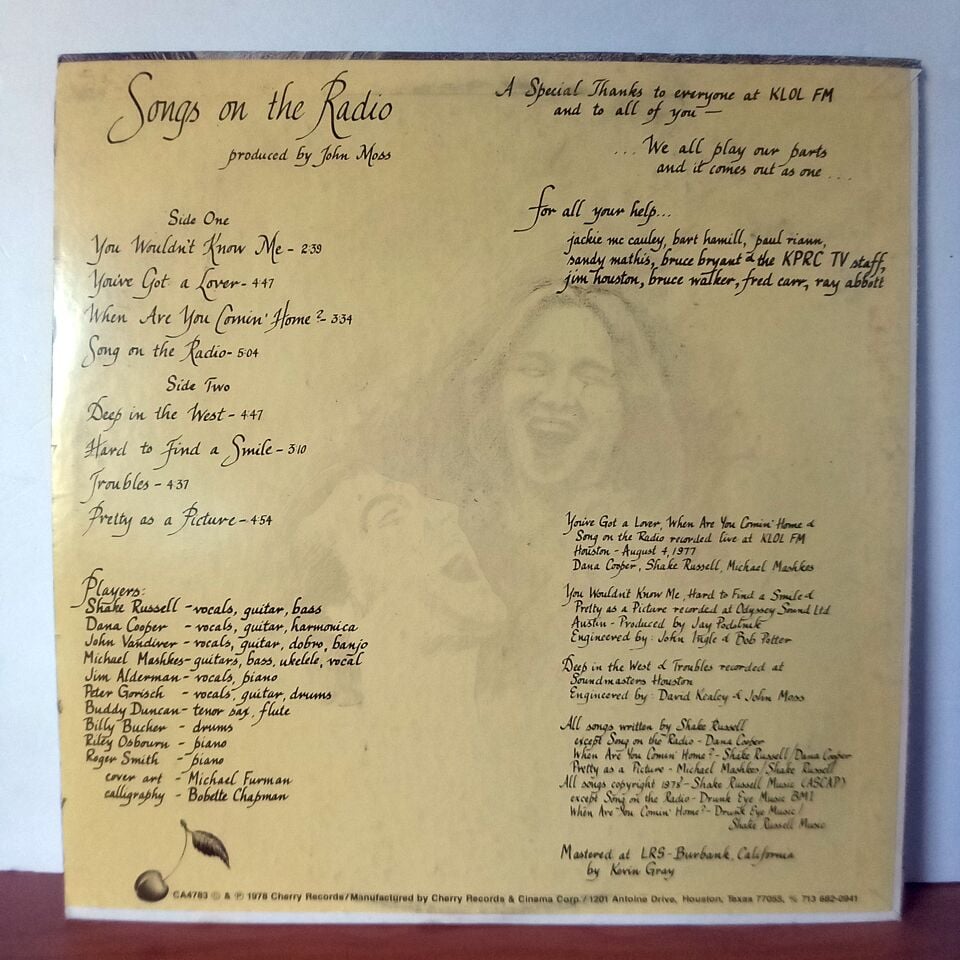 Songs on the Radio
produced by John Moss
Side One
You Wouldn't Know Me - 2:39
You've Got a Lover - 4:47
When Are You Comin' Home? - 3:34
Song on the Radio - 5:04
Side Two
Deep in the West - 4:47
Hard to Find a Smile - 3:10
Troubles - 4:37
Pretty as a Picture - 4:54
Players:
Shake Russell - vocals, guitar, bass
Dana Cooper - vocals, guitar, harmonica
John Vandiver - vocals, guitar, dobro, banjo
Michael Mashkes - guitars, bass, ukelele, vocal
Jim Alderman - vocals, piano
Peter Gorisch - vocals, guitar, drums
Buddy Duncan - tenor sax, flute
Billy Bucher - drums
Riley Osbourn - piano
Roger Smith - piano
cover art - Michael Furman
calligraphy - Bobette Chapman
A Special Thanks to everyone at KLOL FM
and to all of you —
... We all play our parts
and it comes out as one ...
for all your help...
jackie mc cauley, bart hamill, paul riann,
sandy mathis, bruce bryant & the KPRC TV staff,
jim houston, bruce walker, fred carr, ray abbott
You've Got a Lover, When Are You Comin' Home &
Song on the Radio recorded live at KLOL FM
Houston - August 4, 1977
Dana Cooper, Shake Russell, Michael Mashkes
You Wouldn't Know Me, Hard to Find a Smile &
Pretty as a Picture recorded at Odyssey Sound Ltd
Austin - Produced by Jay Podolnik
Engineered by: John Ingle & Bob Potter
Deep in the West & Troubles recorded at
Soundmasters Houston
Engineered by: David Kealey & John Moss
All songs written by Shake Russell
except Song on the Radio - Dana Cooper
When Are You Comin' Home? - Shake Russell/Dana Cooper
Pretty as a Picture - Michael Mashkes/Shake Russell
All songs copyright 1978 - Shake Russell Music (ASCAP)
except Song on the Radio - Drunk Eye Music BMI
When Are You Comin' Home? - Drunk Eye Music/
Shake Russell Music
Mastered at LRS - Burbank, California
by Kevin Gray
CA4783 © & ℗ 1978 Cherry Records/Manufactured by Cherry Records & Cinema Corp./1201 Antoine Drive, Houston, Texas 77055, 713 682-0941